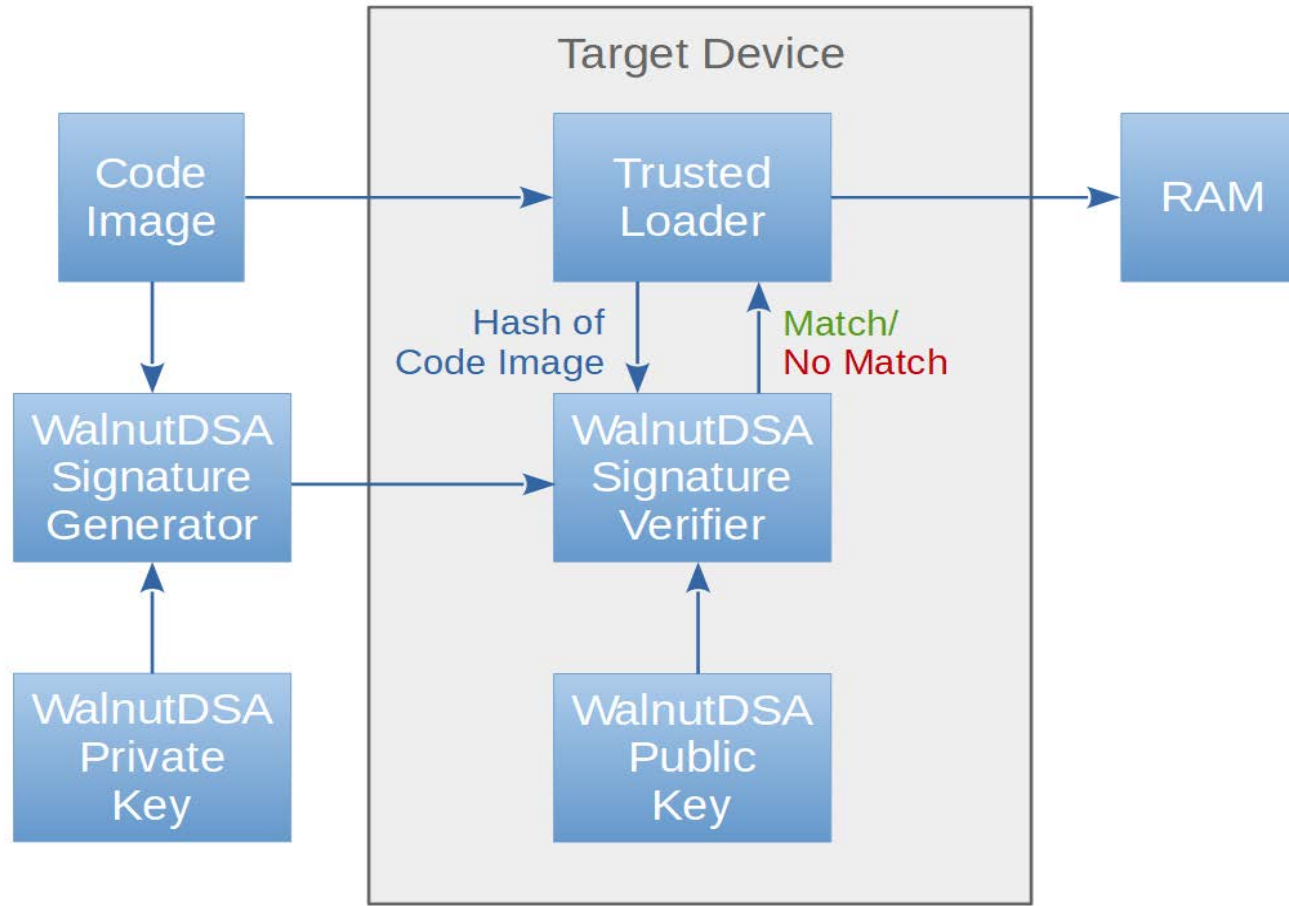 Target Device
Code
Image
Trusted
Loader
RAM
Hash of
Code Image
Match/
No Match
WalnutDSA
Signature
Generator
WalnutDSA
Signature
Verifier
WalnutDSA
Private
Key
WalnutDSA
Public
Key